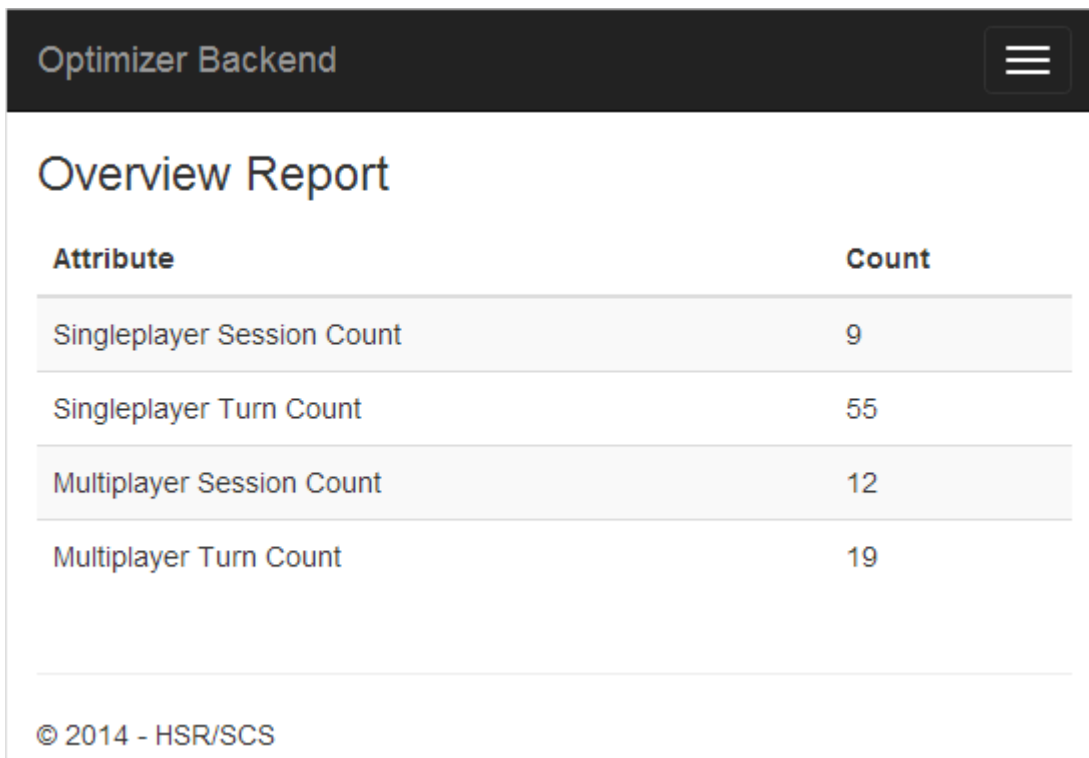 Optimizer Backend
Overview Report
Attribute Count
Singleplayer Session Count 9
Singleplayer Turn Count 55
Multiplayer Session Count 12
Multiplayer Turn Count 19
© 2014 - HSR/SCS